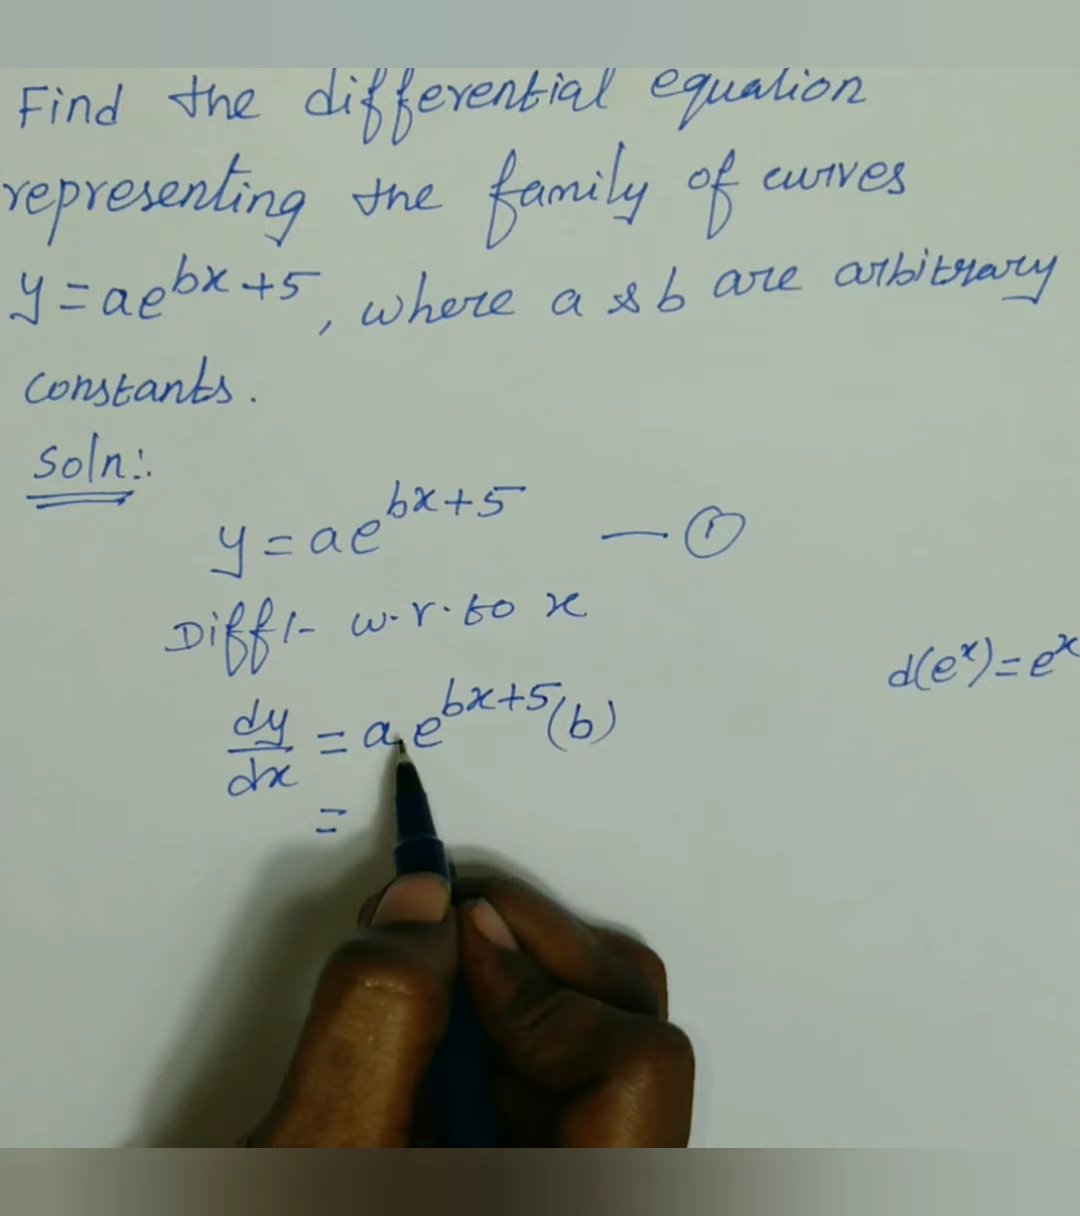 Find the differential equation
representing the family of curves
y = ae^{bx+5}, where a & b are arbitrary
constants.
Soln:.
y = ae^{bx+5} — ①
Diff/- w.r.to x
dy/dx = a.e^{bx+5}(b)
d(e^x) = e^x
=